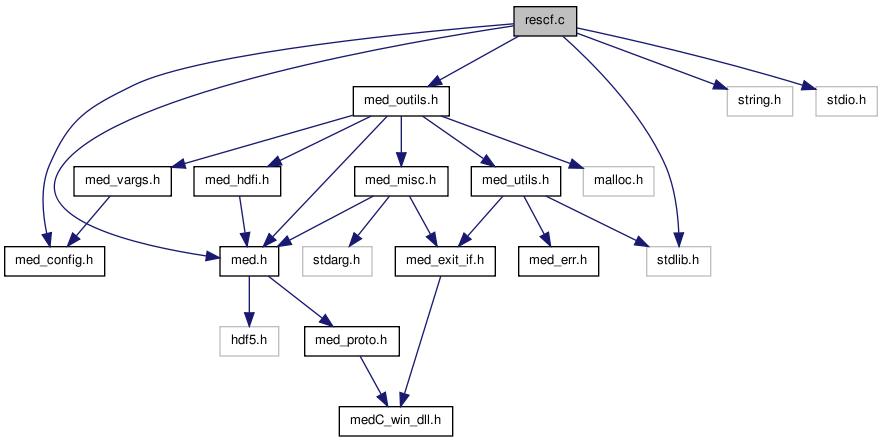 rescf.c
med_outils.h
string.h
stdio.h
med_vargs.h
med_hdfi.h
med_misc.h
med_utils.h
malloc.h
med_config.h
med.h
stdarg.h
med_exit_if.h
med_err.h
stdlib.h
hdf5.h
med_proto.h
medC_win_dll.h